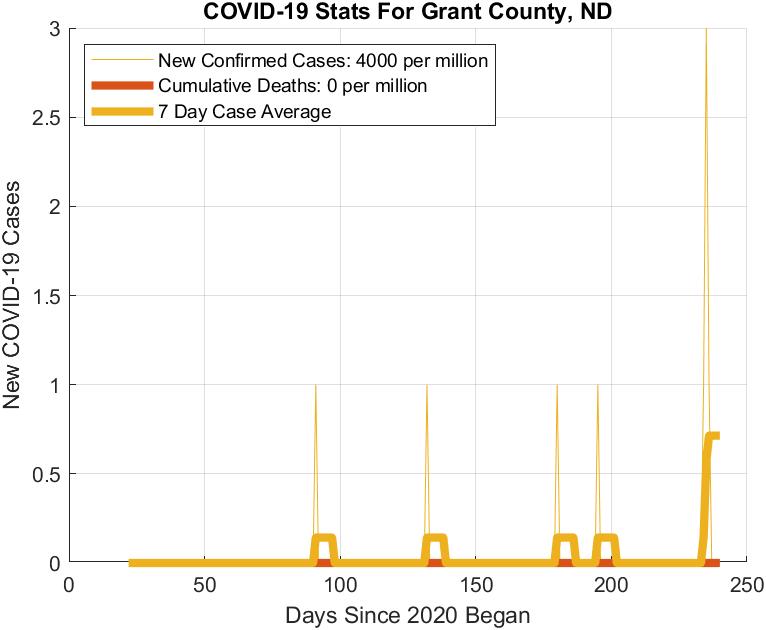 COVID-19 Stats For Grant County, ND
New Confirmed Cases: 4000 per million
Cumulative Deaths: 0 per million
7 Day Case Average
New COVID-19 Cases
3
2.5
2
1.5
1
0.5
0
0 50 100 150 200 250
Days Since 2020 Began